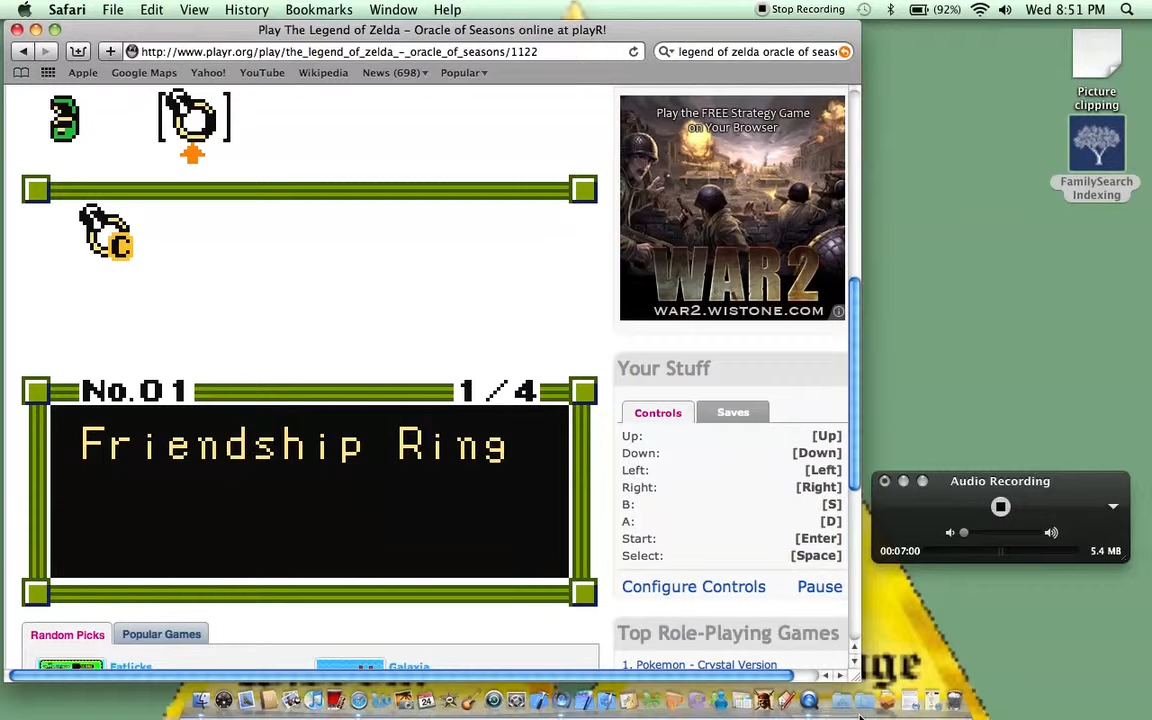 Safari File Edit View History Bookmarks Window Help Stop Recording (92%) Wed 8:51 PM
Play The Legend of Zelda – Oracle of Seasons online at playR!
http://www.playr.org/play/the_legend_of_zelda_-_oracle_of_seasons/1122 legend of zelda oracle of seas
Apple Google Maps Yahoo! YouTube Wikipedia News (698) Popular
C
No.01 1/4
Friendship Ring
Play the FREE Strategy Game
on Your Browser
WAR2
WAR2.WISTONE.COM
Your Stuff
Controls Saves
Up: [Up]
Down: [Down]
Left: [Left]
Right: [Right]
B: [S]
A: [D]
Start: [Enter]
Select: [Space]
Configure Controls Pause
Top Role-Playing Games
1. Pokemon - Crystal Version
Random Picks Popular Games
Fatlicks Galaxia
Picture
clipping
FamilySearch
Indexing
Audio Recording
00:07:00 5.4 MB
24